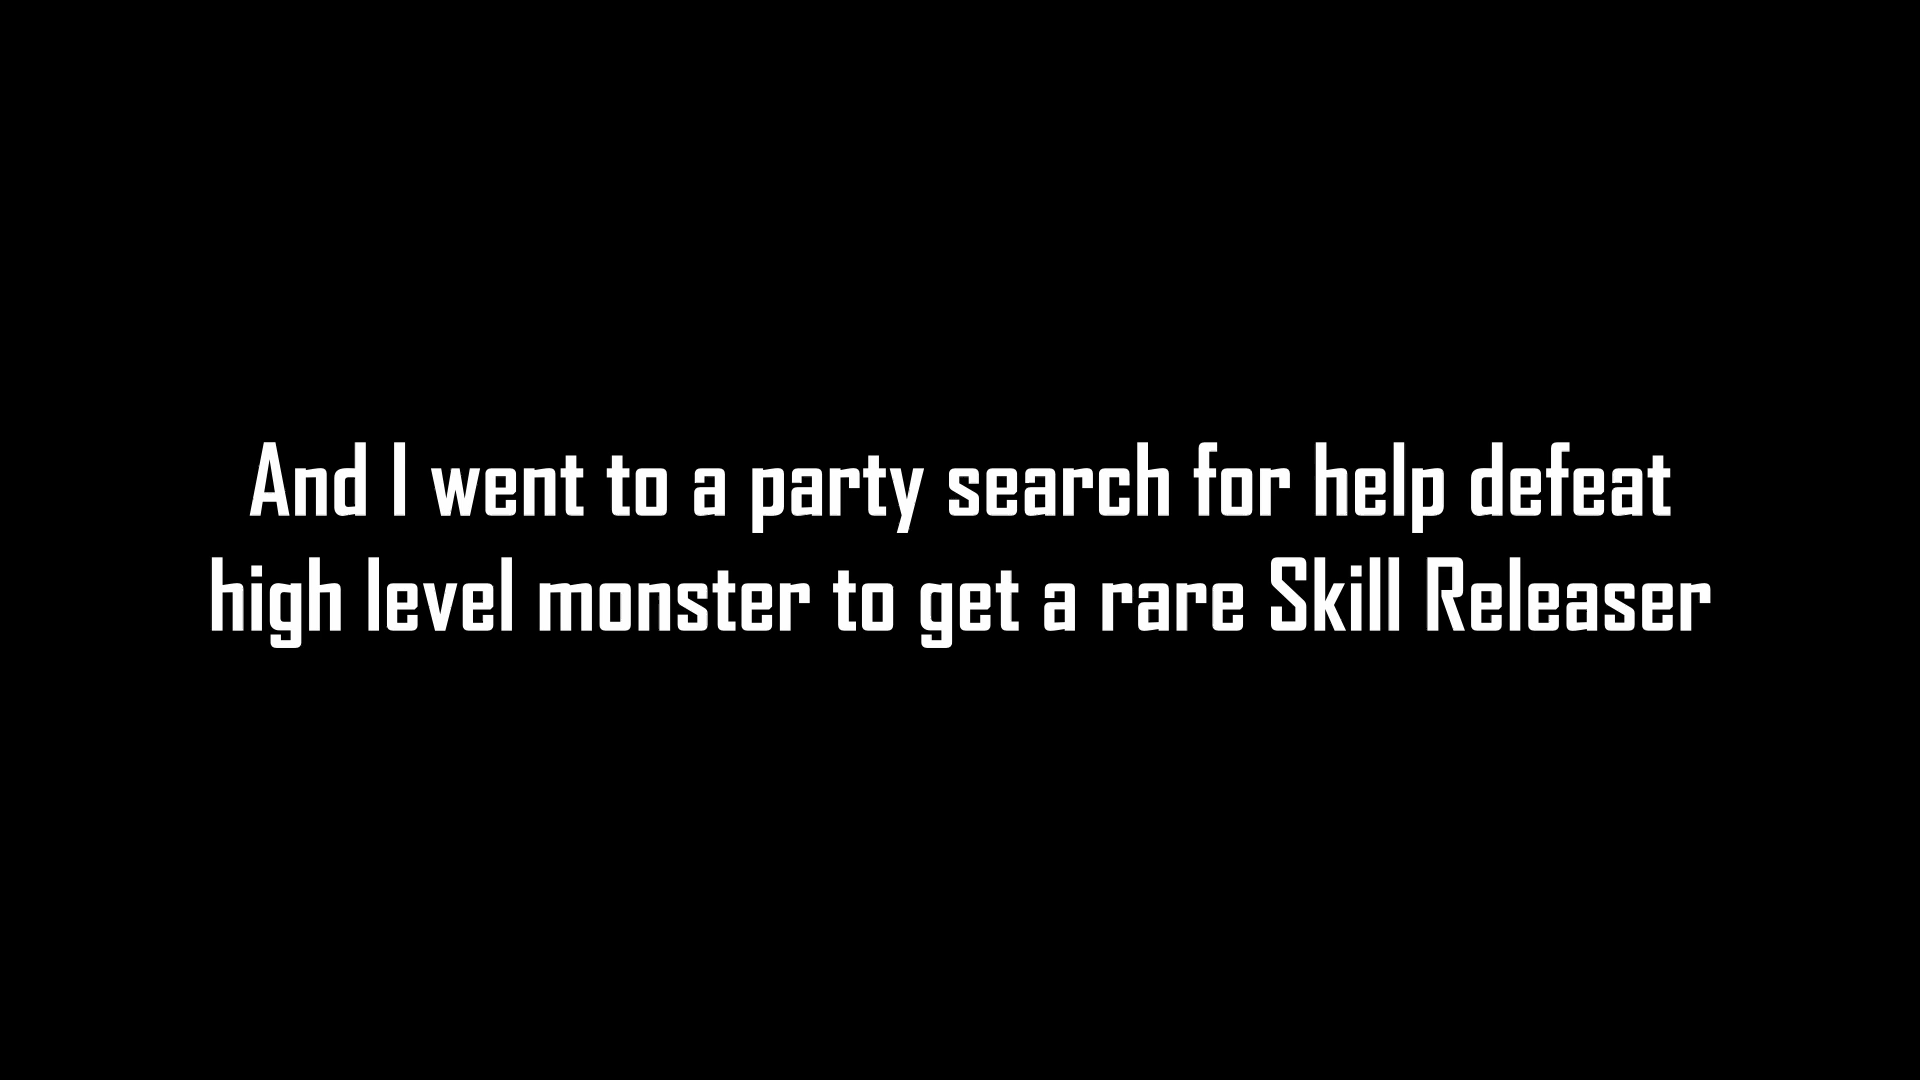 And I went to a party search for help defeat
high level monster to get a rare Skill Releaser